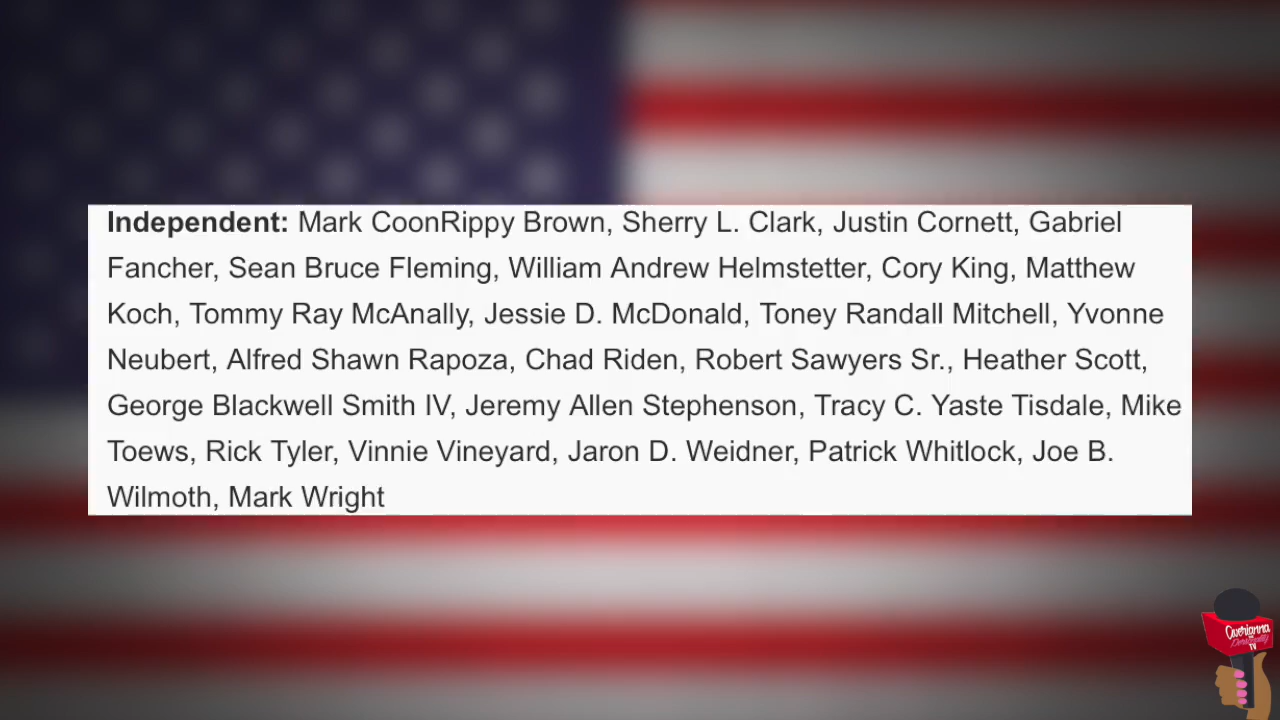 Independent: Mark CoonRippy Brown, Sherry L. Clark, Justin Cornett, Gabriel
Fancher, Sean Bruce Fleming, William Andrew Helmstetter, Cory King, Matthew
Koch, Tommy Ray McAnally, Jessie D. McDonald, Toney Randall Mitchell, Yvonne
Neubert, Alfred Shawn Rapoza, Chad Riden, Robert Sawyers Sr., Heather Scott,
George Blackwell Smith IV, Jeremy Allen Stephenson, Tracy C. Yaste Tisdale, Mike
Toews, Rick Tyler, Vinnie Vineyard, Jaron D. Weidner, Patrick Whitlock, Joe B.
Wilmoth, Mark Wright
TV